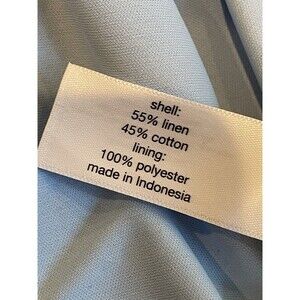 shell:
55% linen
45% cotton
lining:
100% polyester
made in Indonesia